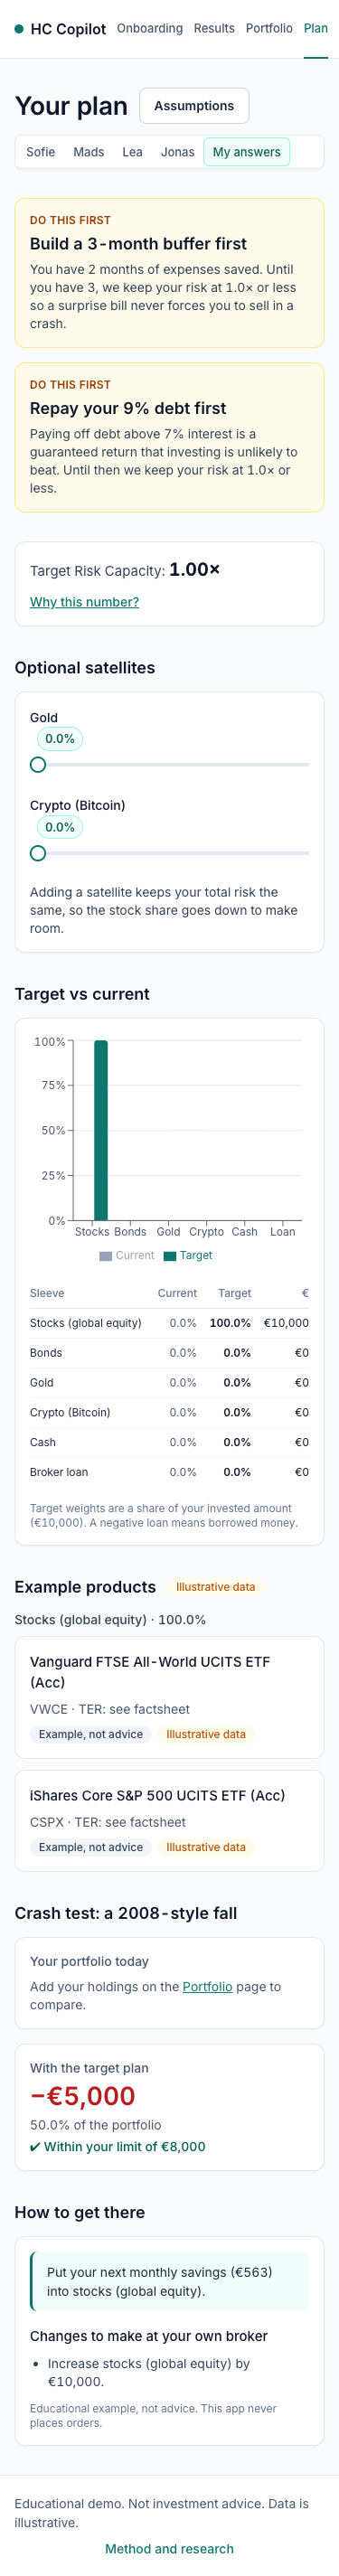 HC Copilot Onboarding Results Portfolio Plan
Your plan Assumptions
Sofie Mads Lea Jonas My answers
DO THIS FIRST
Build a 3-month buffer first
You have 2 months of expenses saved. Until
you have 3, we keep your risk at 1.0× or less
so a surprise bill never forces you to sell in a
crash.
DO THIS FIRST
Repay your 9% debt first
Paying off debt above 7% interest is a
guaranteed return that investing is unlikely to
beat. Until then we keep your risk at 1.0× or
less.
Target Risk Capacity: 1.00×
Why this number?
Optional satellites
Gold
0.0%
Crypto (Bitcoin)
0.0%
Adding a satellite keeps your total risk the
same, so the stock share goes down to make
room.
Target vs current
100%
75%
50%
25%
0%
Stocks Bonds Gold Crypto Cash Loan
Current Target
Sleeve Current Target €
Stocks (global equity) 0.0% 100.0% €10,000
Bonds 0.0% 0.0% €0
Gold 0.0% 0.0% €0
Crypto (Bitcoin) 0.0% 0.0% €0
Cash 0.0% 0.0% €0
Broker loan 0.0% 0.0% €0
Target weights are a share of your invested amount
(€10,000). A negative loan means borrowed money.
Example products Illustrative data
Stocks (global equity) · 100.0%
Vanguard FTSE All-World UCITS ETF
(Acc)
VWCE · TER: see factsheet
Example, not advice Illustrative data
iShares Core S&P 500 UCITS ETF (Acc)
CSPX · TER: see factsheet
Example, not advice Illustrative data
Crash test: a 2008-style fall
Your portfolio today
Add your holdings on the Portfolio page to
compare.
With the target plan
−€5,000
50.0% of the portfolio
✔ Within your limit of €8,000
How to get there
Put your next monthly savings (€563)
into stocks (global equity).
Changes to make at your own broker
• Increase stocks (global equity) by
€10,000.
Educational example, not advice. This app never
places orders.
Educational demo. Not investment advice. Data is
illustrative.
Method and research